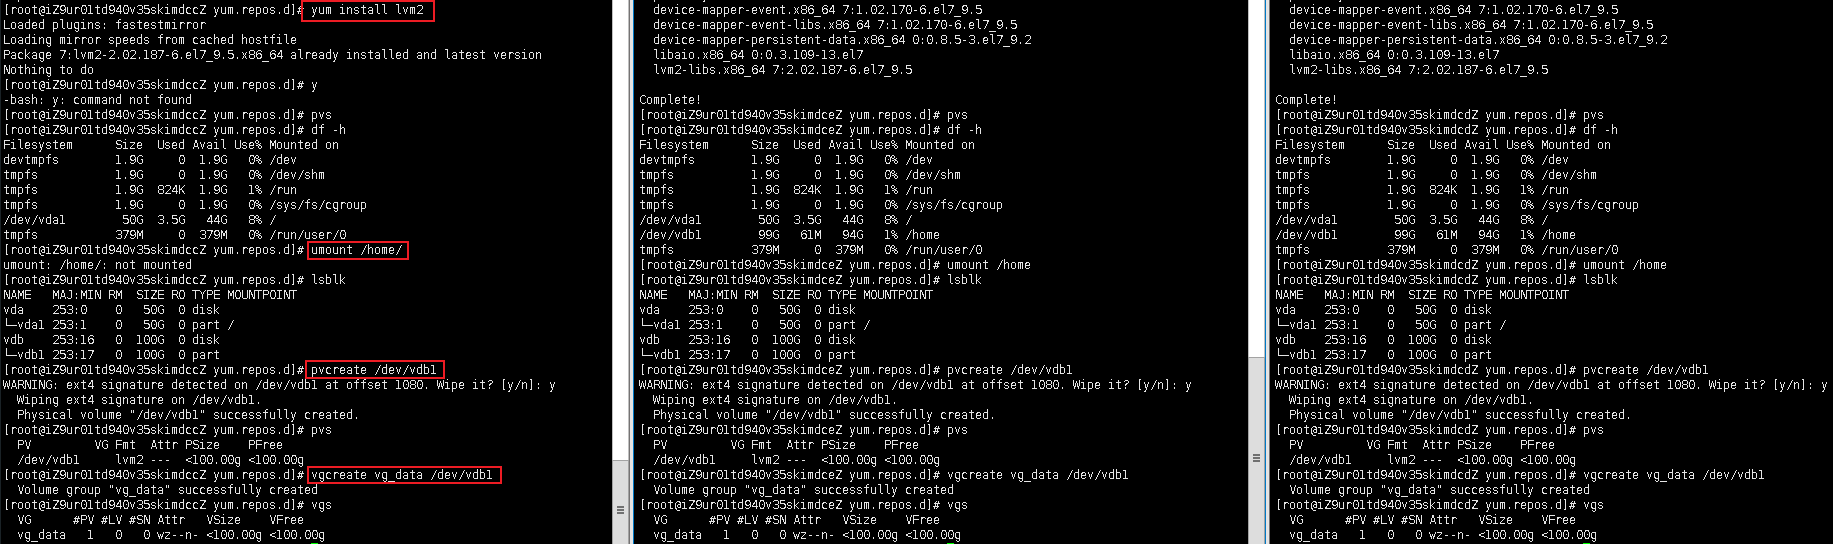 [root@iZ9ur01td940v35skimdccZ yum.repos.d]# yum install lvm2
Loaded plugins: fastestmirror
Loading mirror speeds from cached hostfile
Package 7:lvm2-2.02.187-6.el7_9.5.x86_64 already installed and latest version
Nothing to do
[root@iZ9ur01td940v35skimdccZ yum.repos.d]# y
-bash: y: command not found
[root@iZ9ur01td940v35skimdccZ yum.repos.d]# pvs
[root@iZ9ur01td940v35skimdccZ yum.repos.d]# df -h
Filesystem      Size  Used Avail Use% Mounted on
devtmpfs        1.9G     0  1.9G   0% /dev
tmpfs           1.9G     0  1.9G   0% /dev/shm
tmpfs           1.9G  824K  1.9G   1% /run
tmpfs           1.9G     0  1.9G   0% /sys/fs/cgroup
/dev/vda1        50G  3.5G   44G   8% /
tmpfs           379M     0  379M   0% /run/user/0
[root@iZ9ur01td940v35skimdccZ yum.repos.d]# umount /home/
umount: /home/: not mounted
[root@iZ9ur01td940v35skimdccZ yum.repos.d]# lsblk
NAME   MAJ:MIN RM  SIZE RO TYPE MOUNTPOINT
vda    253:0    0   50G  0 disk
└─vda1 253:1    0   50G  0 part /
vdb    253:16   0  100G  0 disk
└─vdb1 253:17   0  100G  0 part
[root@iZ9ur01td940v35skimdccZ yum.repos.d]# pvcreate /dev/vdb1
WARNING: ext4 signature detected on /dev/vdb1 at offset 1080. Wipe it? [y/n]: y
  Wiping ext4 signature on /dev/vdb1.
  Physical volume "/dev/vdb1" successfully created.
[root@iZ9ur01td940v35skimdccZ yum.repos.d]# pvs
  PV         VG Fmt  Attr PSize    PFree
  /dev/vdb1     lvm2 ---  <100.00g <100.00g
[root@iZ9ur01td940v35skimdccZ yum.repos.d]# vgcreate vg_data /dev/vdb1
  Volume group "vg_data" successfully created
[root@iZ9ur01td940v35skimdccZ yum.repos.d]# vgs
  VG      #PV #LV #SN Attr   VSize    VFree
  vg_data   1   0   0 wz--n- <100.00g <100.00g
  device-mapper-event.x86_64 7:1.02.170-6.el7_9.5
  device-mapper-event-libs.x86_64 7:1.02.170-6.el7_9.5
  device-mapper-persistent-data.x86_64 0:0.8.5-3.el7_9.2
  libaio.x86_64 0:0.3.109-13.el7
  lvm2-libs.x86_64 7:2.02.187-6.el7_9.5
Complete!
[root@iZ9ur01td940v35skimdceZ yum.repos.d]# pvs
[root@iZ9ur01td940v35skimdceZ yum.repos.d]# df -h
Filesystem      Size  Used Avail Use% Mounted on
devtmpfs        1.9G     0  1.9G   0% /dev
tmpfs           1.9G     0  1.9G   0% /dev/shm
tmpfs           1.9G  824K  1.9G   1% /run
tmpfs           1.9G     0  1.9G   0% /sys/fs/cgroup
/dev/vda1        50G  3.5G   44G   8% /
/dev/vdb1        99G   61M   94G   1% /home
tmpfs           379M     0  379M   0% /run/user/0
[root@iZ9ur01td940v35skimdceZ yum.repos.d]# umount /home
[root@iZ9ur01td940v35skimdceZ yum.repos.d]# lsblk
NAME   MAJ:MIN RM  SIZE RO TYPE MOUNTPOINT
vda    253:0    0   50G  0 disk
└─vda1 253:1    0   50G  0 part /
vdb    253:16   0  100G  0 disk
└─vdb1 253:17   0  100G  0 part
[root@iZ9ur01td940v35skimdceZ yum.repos.d]# pvcreate /dev/vdb1
WARNING: ext4 signature detected on /dev/vdb1 at offset 1080. Wipe it? [y/n]: y
  Wiping ext4 signature on /dev/vdb1.
  Physical volume "/dev/vdb1" successfully created.
[root@iZ9ur01td940v35skimdceZ yum.repos.d]# pvs
  PV         VG Fmt  Attr PSize    PFree
  /dev/vdb1     lvm2 ---  <100.00g <100.00g
[root@iZ9ur01td940v35skimdceZ yum.repos.d]# vgcreate vg_data /dev/vdb1
  Volume group "vg_data" successfully created
[root@iZ9ur01td940v35skimdceZ yum.repos.d]# vgs
  VG      #PV #LV #SN Attr   VSize    VFree
  vg_data   1   0   0 wz--n- <100.00g <100.00g
  device-mapper-event.x86_64 7:1.02.170-6.el7_9.5
  device-mapper-event-libs.x86_64 7:1.02.170-6.el7_9.5
  device-mapper-persistent-data.x86_64 0:0.8.5-3.el7_9.2
  libaio.x86_64 0:0.3.109-13.el7
  lvm2-libs.x86_64 7:2.02.187-6.el7_9.5
Complete!
[root@iZ9ur01td940v35skimdcdZ yum.repos.d]# pvs
[root@iZ9ur01td940v35skimdcdZ yum.repos.d]# df -h
Filesystem      Size  Used Avail Use% Mounted on
devtmpfs        1.9G     0  1.9G   0% /dev
tmpfs           1.9G     0  1.9G   0% /dev/shm
tmpfs           1.9G  824K  1.9G   1% /run
tmpfs           1.9G     0  1.9G   0% /sys/fs/cgroup
/dev/vda1        50G  3.5G   44G   8% /
/dev/vdb1        99G   61M   94G   1% /home
tmpfs           379M     0  379M   0% /run/user/0
[root@iZ9ur01td940v35skimdcdZ yum.repos.d]# umount /home
[root@iZ9ur01td940v35skimdcdZ yum.repos.d]# lsblk
NAME   MAJ:MIN RM  SIZE RO TYPE MOUNTPOINT
vda    253:0    0   50G  0 disk
└─vda1 253:1    0   50G  0 part /
vdb    253:16   0  100G  0 disk
└─vdb1 253:17   0  100G  0 part
[root@iZ9ur01td940v35skimdcdZ yum.repos.d]# pvcreate /dev/vdb1
WARNING: ext4 signature detected on /dev/vdb1 at offset 1080. Wipe it? [y/n]: y
  Wiping ext4 signature on /dev/vdb1.
  Physical volume "/dev/vdb1" successfully created.
[root@iZ9ur01td940v35skimdcdZ yum.repos.d]# pvs
  PV         VG Fmt  Attr PSize    PFree
  /dev/vdb1     lvm2 ---  <100.00g <100.00g
[root@iZ9ur01td940v35skimdcdZ yum.repos.d]# vgcreate vg_data /dev/vdb1
  Volume group "vg_data" successfully created
[root@iZ9ur01td940v35skimdcdZ yum.repos.d]# vgs
  VG      #PV #LV #SN Attr   VSize    VFree
  vg_data   1   0   0 wz--n- <100.00g <100.00g